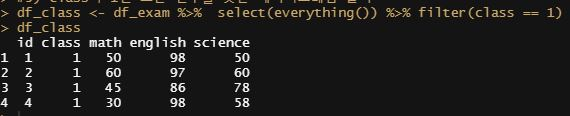 > df_class <- df_exam %>%  select(everything()) %>% filter(class == 1)
> df_class
  id class math english science
1  1     1   50      98      50
2  2     1   60      97      60
3  3     1   45      86      78
4  4     1   30      98      58